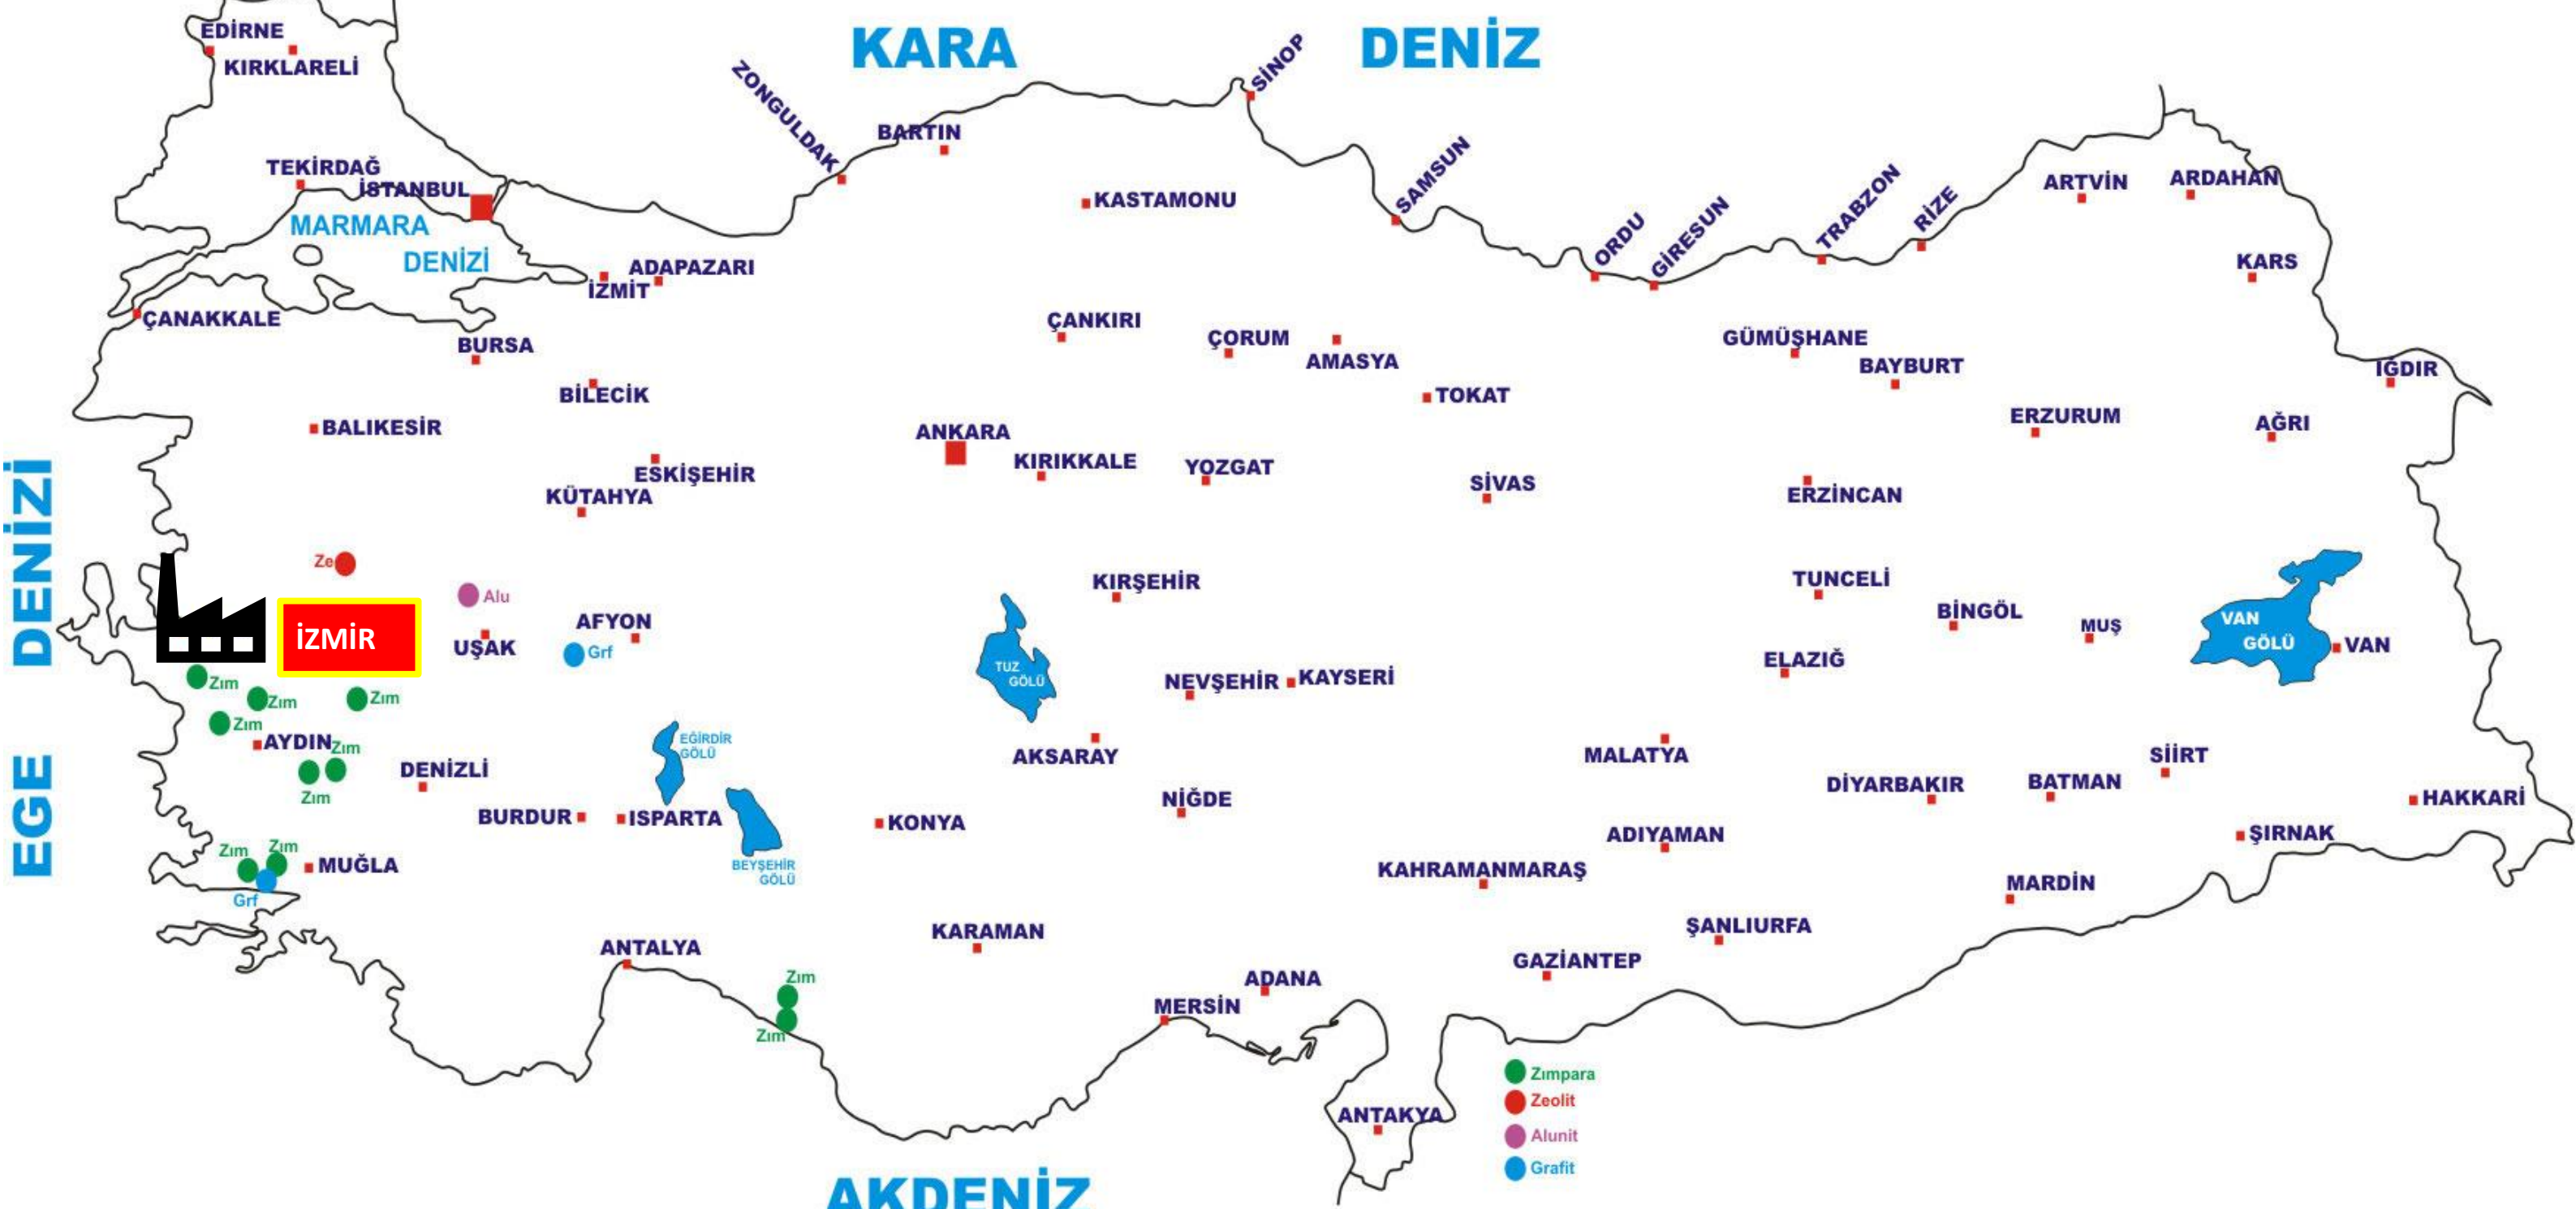 KARA
DENİZ
EDİRNE
KIRKLARELİ
TEKİRDAĞ
İSTANBUL
MARMARA
DENİZİ
ZONGULDAK
BARTIN
SİNOP
KASTAMONU
SAMSUN
ORDU
GİRESUN
TRABZON
RİZE
ARTVİN
ARDAHAN
KARS
ADAPAZARI
İZMİT
ÇANAKKALE
BURSA
BİLECİK
ÇANKIRI
ÇORUM
AMASYA
TOKAT
GÜMÜŞHANE
BAYBURT
IĞDIR
BALIKESİR
ANKARA
KIRIKKALE
YOZGAT
SİVAS
ERZURUM
AĞRI
ERZİNCAN
ESKİŞEHİR
KÜTAHYA
EGE DENİZİ
Ze
Alu
İZMİR
UŞAK
AFYON
Grf
KIRŞEHİR
TUNCELİ
BİNGÖL
MUŞ
VAN
GÖLÜ
VAN
TUZ
GÖLÜ
NEVŞEHİR
KAYSERİ
ELAZIĞ
Zım
Zım
Zım
Zım
AYDIN
Zım
Zım
DENİZLİ
EĞİRDİR
GÖLÜ
AKSARAY
MALATYA
SİİRT
BURDUR
ISPARTA
KONYA
NİĞDE
DİYARBAKIR
BATMAN
HAKKARİ
BEYŞEHİR
GÖLÜ
ADIYAMAN
ŞIRNAK
Zım
Zım
MUĞLA
Grf
KAHRAMANMARAŞ
MARDİN
ANTALYA
KARAMAN
ŞANLIURFA
GAZİANTEP
Zım
Zım
ADANA
MERSİN
ANTAKYA
Zımpara
Zeolit
Alunit
Grafit
AKDENİZ